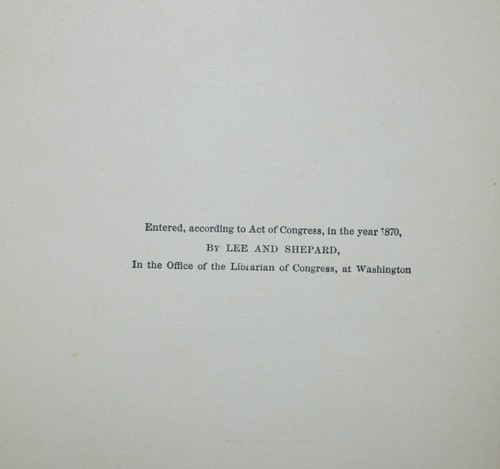 Entered, according to Act of Congress, in the year 1870,
BY LEE AND SHEPARD,
In the Office of the Librarian of Congress, at Washington